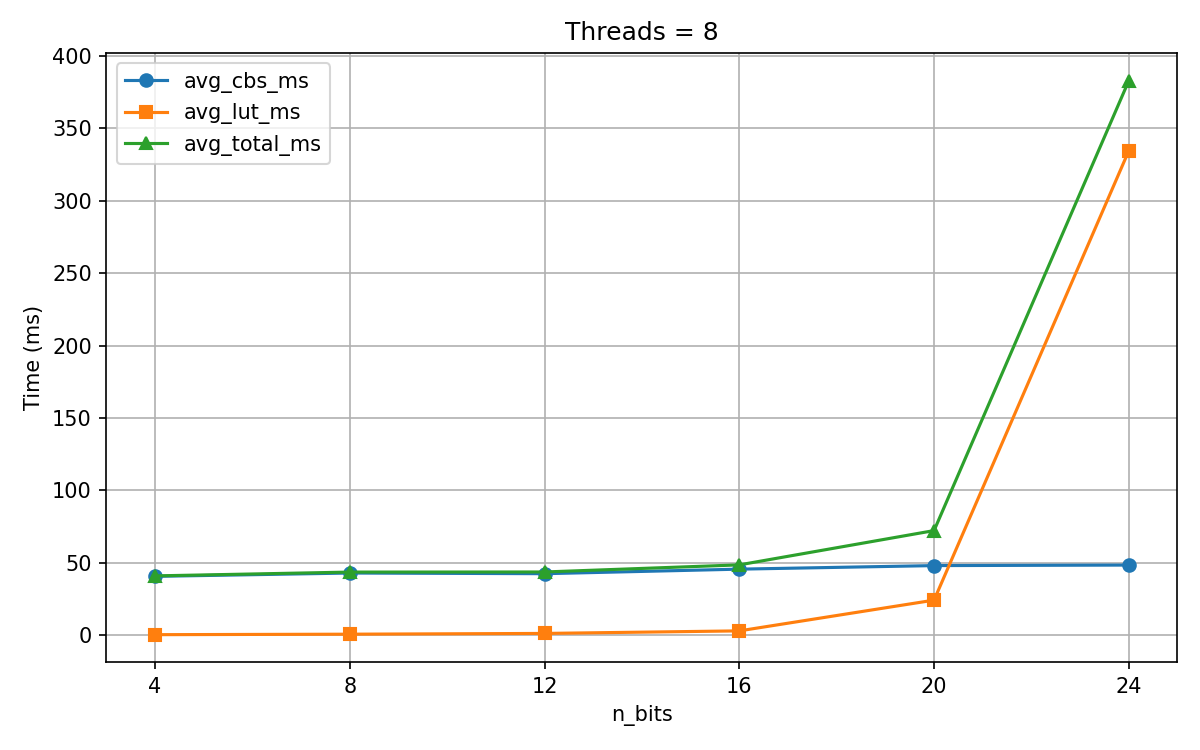 Threads = 8
400
350
300
250
200
150
100
50
0
Time (ms)
avg_cbs_ms
avg_lut_ms
avg_total_ms
4 8 12 16 20 24
n_bits